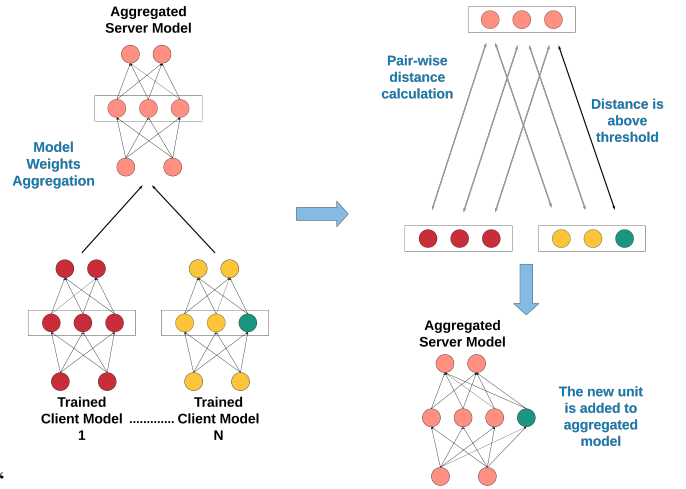 Aggregated
Server Model
Model
Weights
Aggregation
Trained
Client Model
1
.............
Trained
Client Model
N
Pair-wise
distance
calculation
Distance is
above
threshold
Aggregated
Server Model
The new unit
is added to
aggregated
model